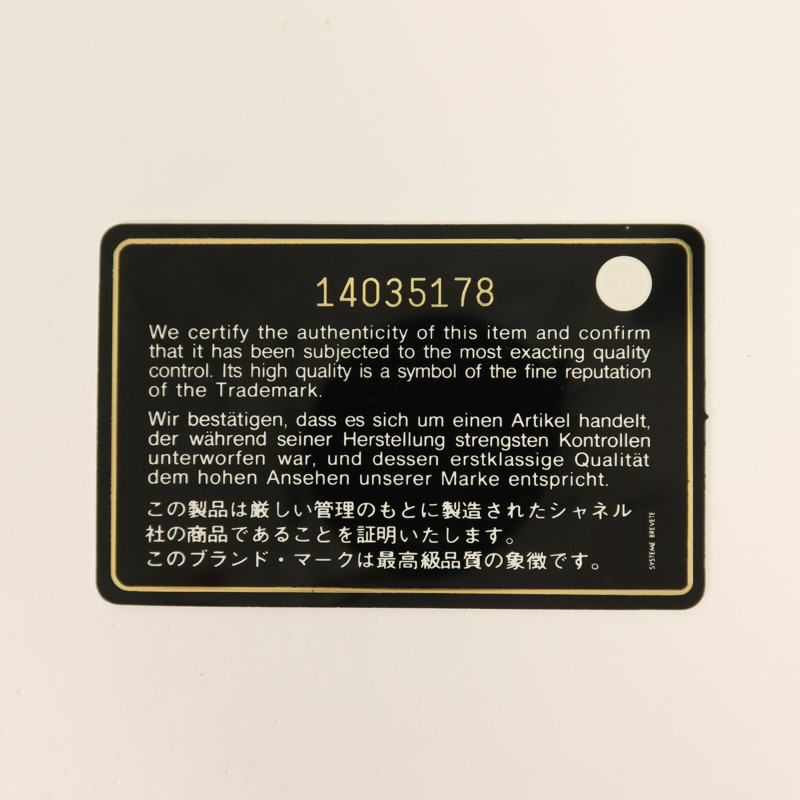 14035178
We certify the authenticity of this item and confirm
that it has been subjected to the most exacting quality
control. Its high quality is a symbol of the fine reputation
of the Trademark.
Wir bestätigen, dass es sich um einen Artikel handelt,
der während seiner Herstellung strengsten Kontrollen
unterworfen war, und dessen erstklassige Qualität
dem hohen Ansehen unserer Marke entspricht.
この製品は厳しい管理のもとに製造されたシャネル
社の商品であることを証明いたします。
このブランド・マークは最高級品質の象徴です。
SYSTEME BREVETE